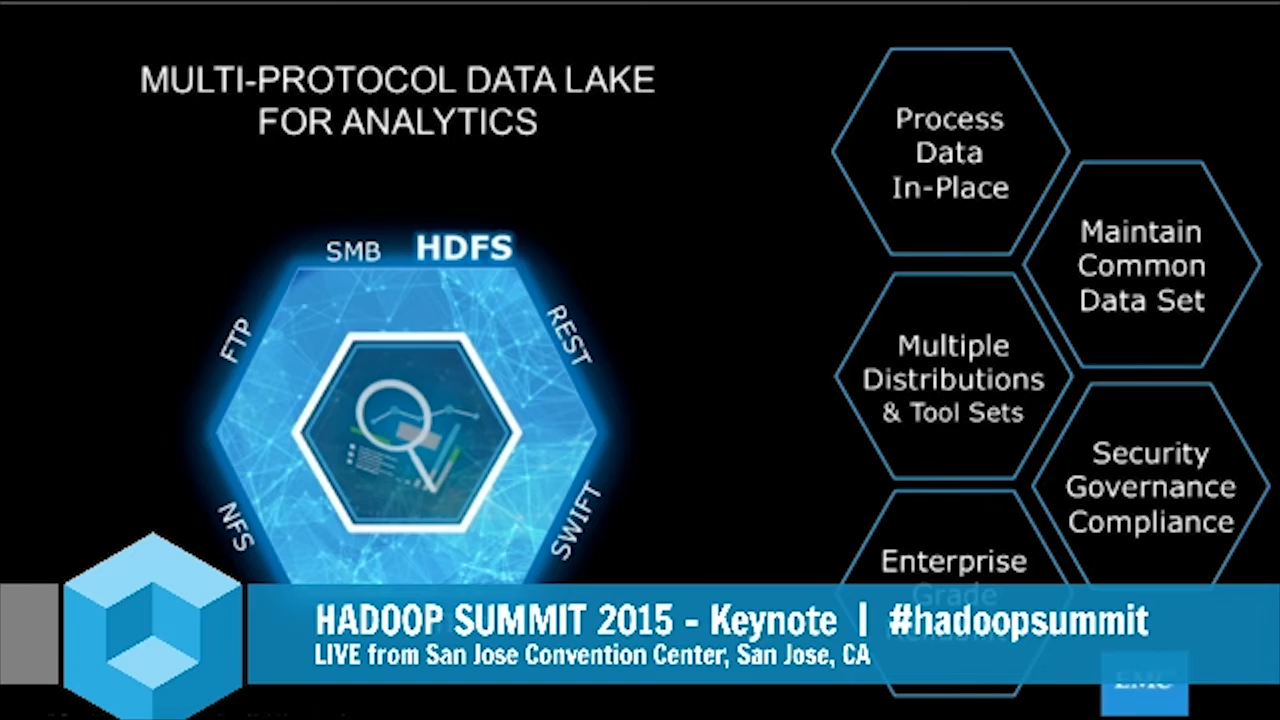 MULTI-PROTOCOL DATA LAKE
FOR ANALYTICS
SMB
HDFS
FTP
REST
NFS
SWIFT
Process
Data
In-Place
Maintain
Common
Data Set
Multiple
Distributions
& Tool Sets
Security
Governance
Compliance
Enterprise
Grade
HADOOP SUMMIT 2015 - Keynote | #hadoopsummit
LIVE from San Jose Convention Center, San Jose, CA
EMC